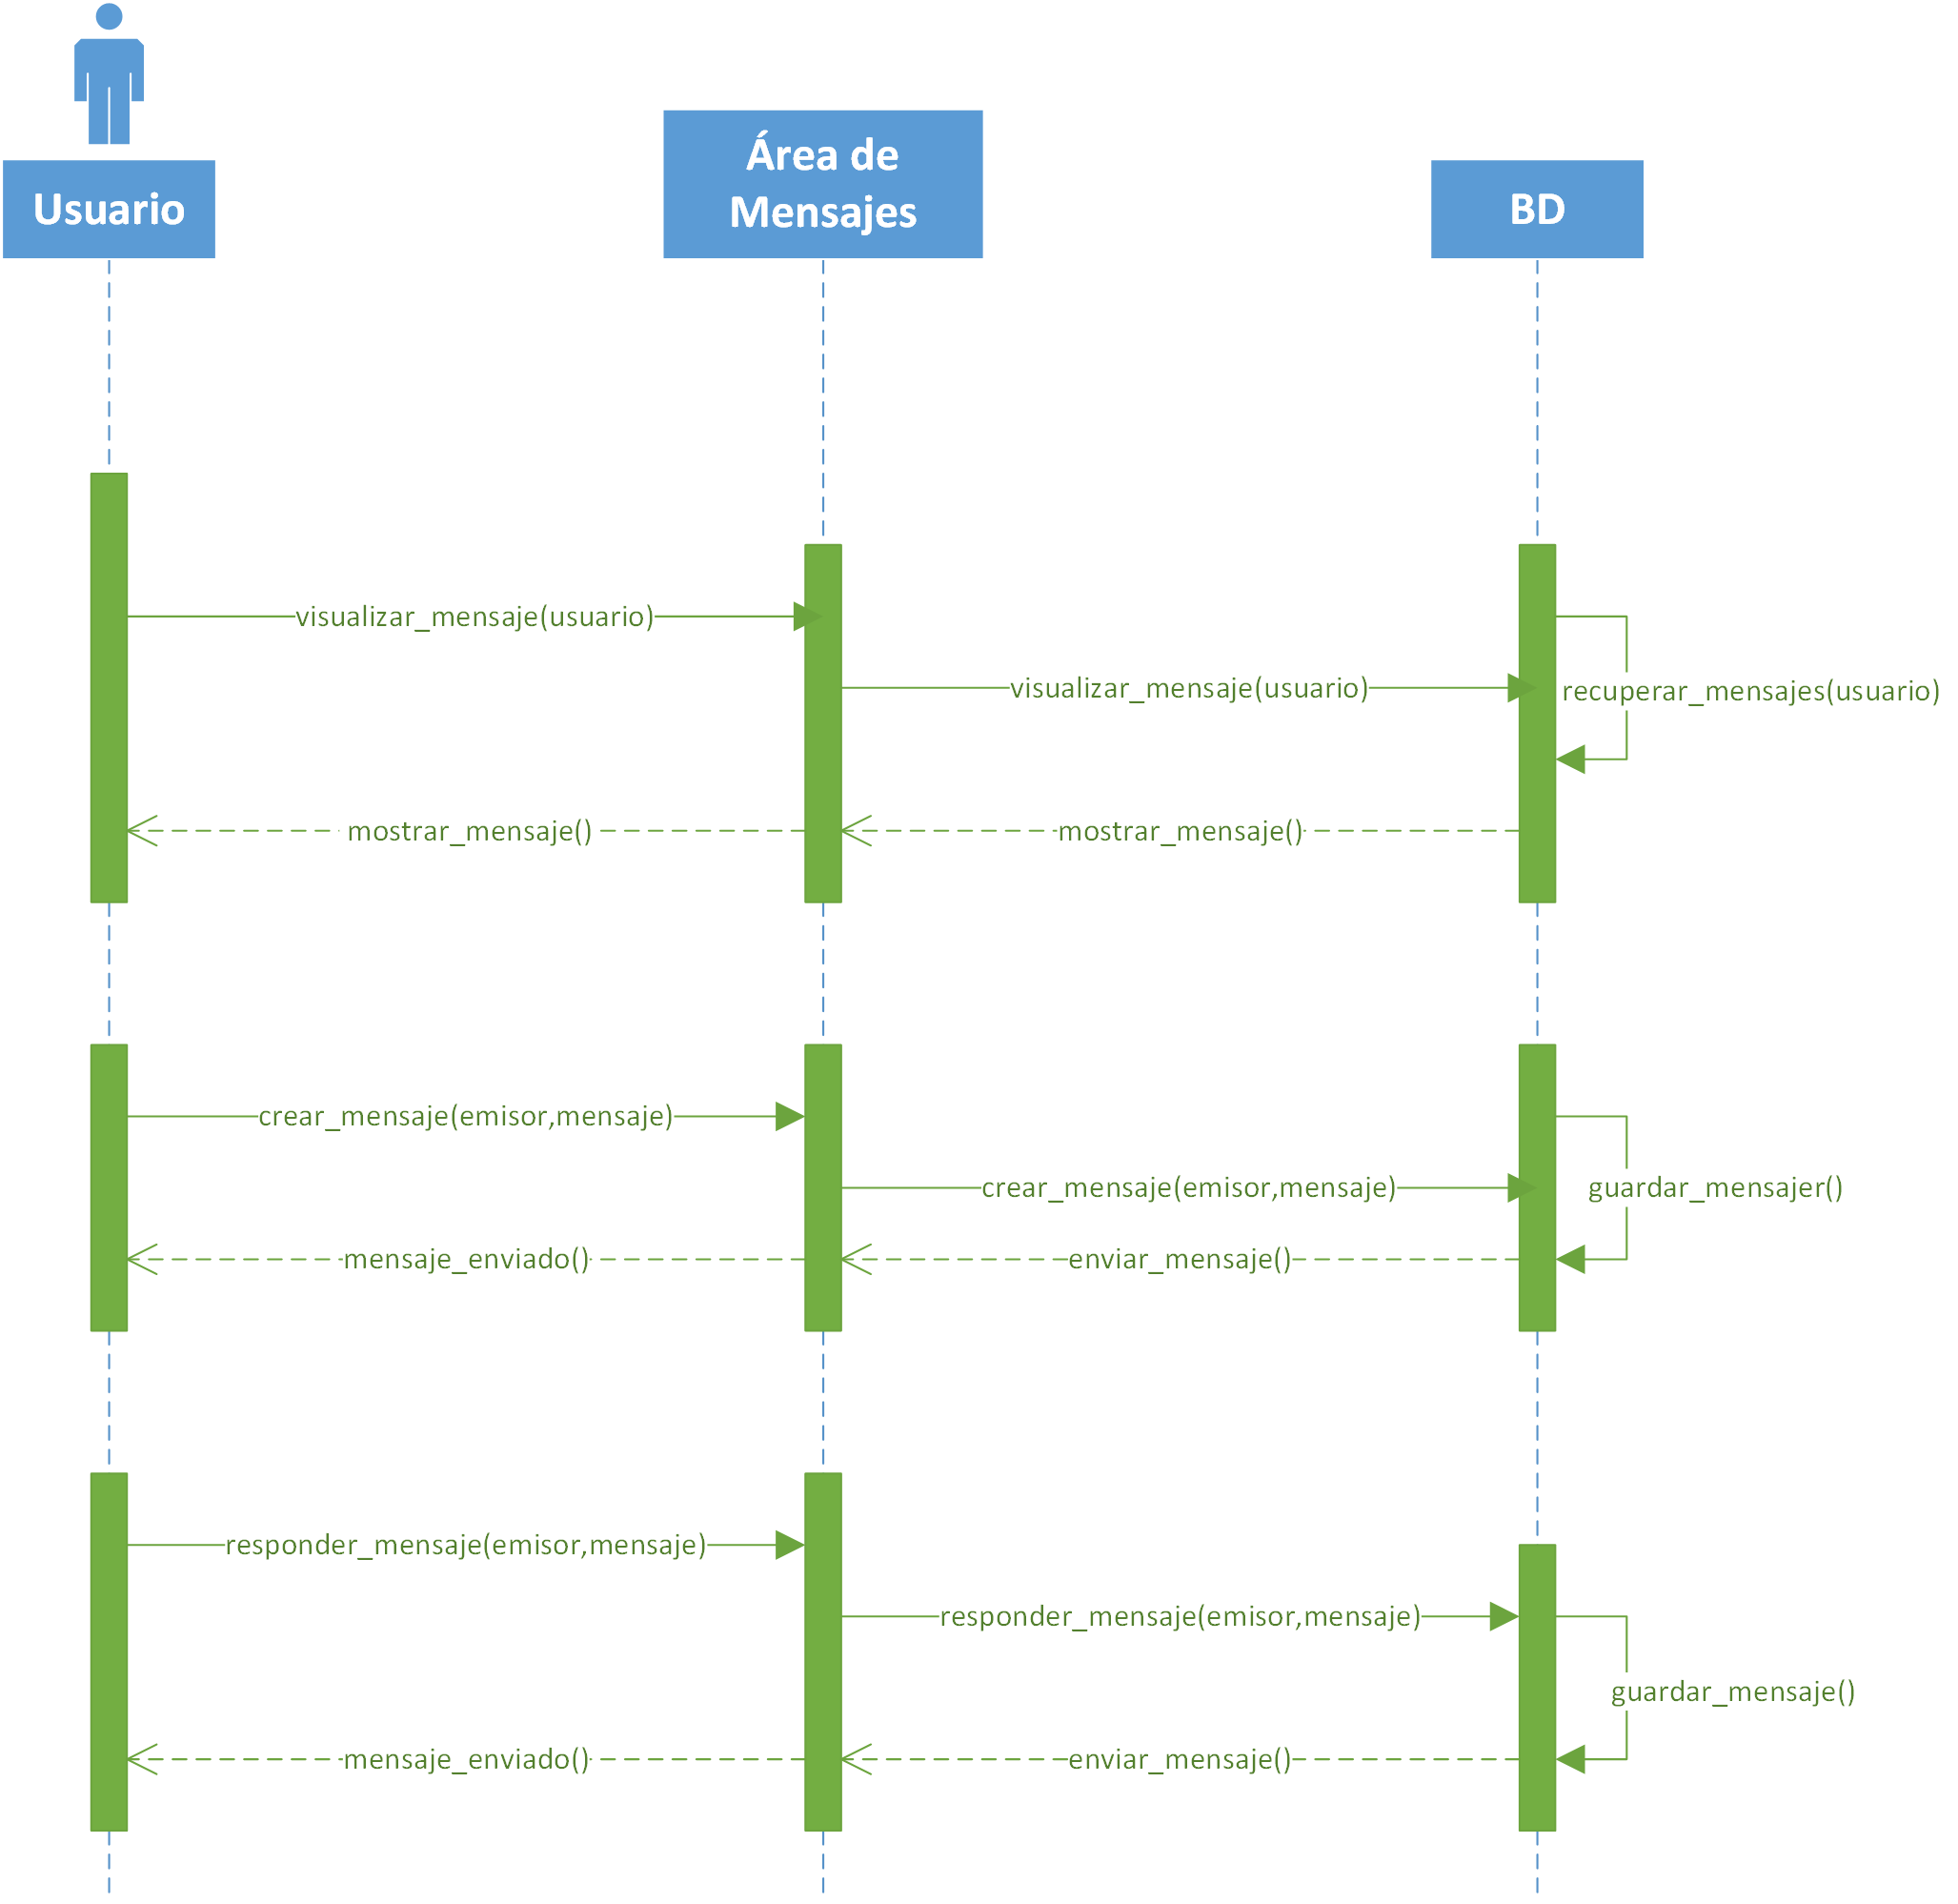 Usuario
Área de
Mensajes
BD
visualizar_mensaje(usuario)
visualizar_mensaje(usuario)
recuperar_mensajes(usuario)
mostrar_mensaje()
mostrar_mensaje()
crear_mensaje(emisor,mensaje)
crear_mensaje(emisor,mensaje)
guardar_mensajer()
mensaje_enviado()
enviar_mensaje()
responder_mensaje(emisor,mensaje)
responder_mensaje(emisor,mensaje)
guardar_mensaje()
mensaje_enviado()
enviar_mensaje()